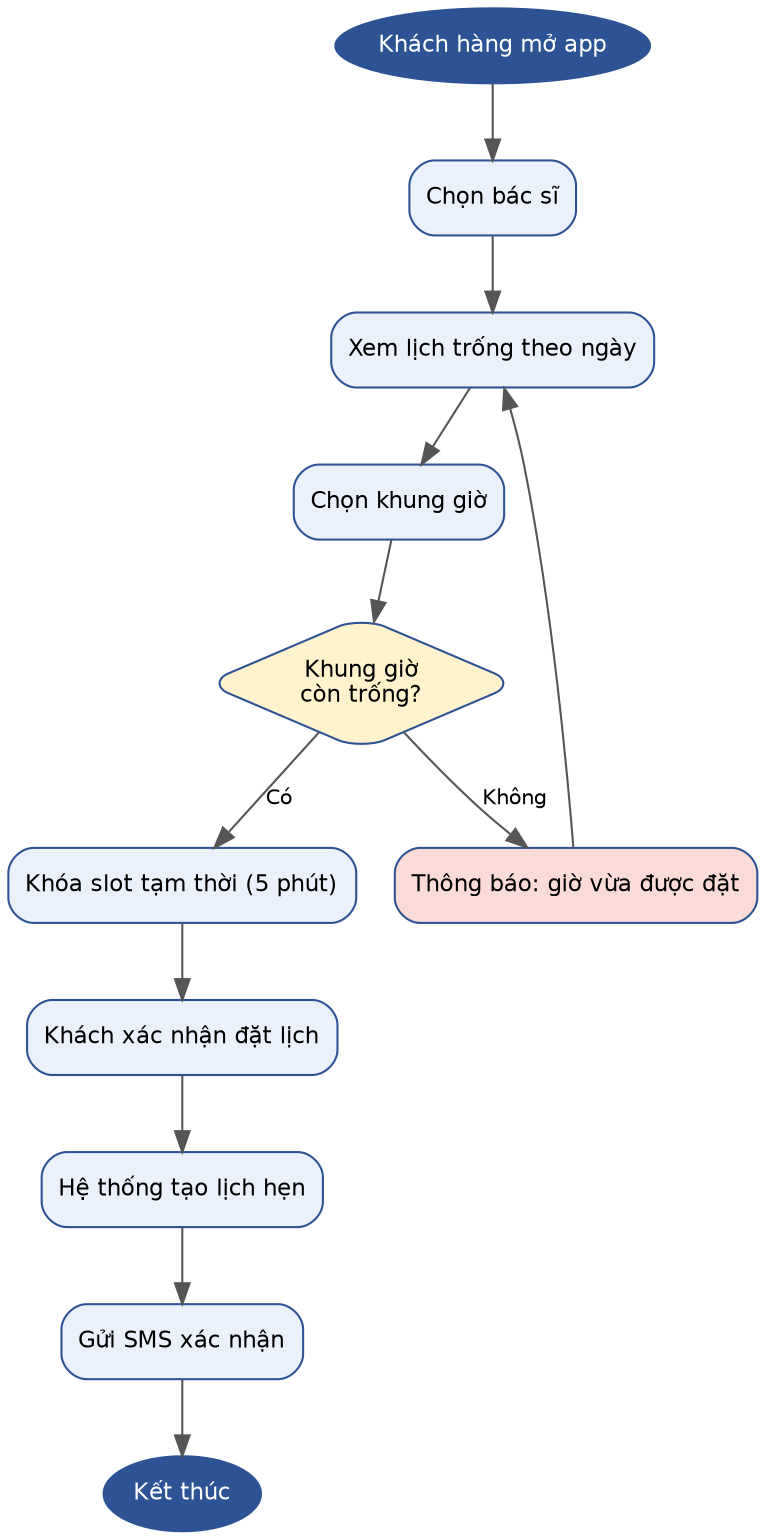 Khách hàng mở app
Chọn bác sĩ
Xem lịch trống theo ngày
Chọn khung giờ
Khung giờ
còn trống?
Có
Không
Khóa slot tạm thời (5 phút)
Thông báo: giờ vừa được đặt
Khách xác nhận đặt lịch
Hệ thống tạo lịch hẹn
Gửi SMS xác nhận
Kết thúc